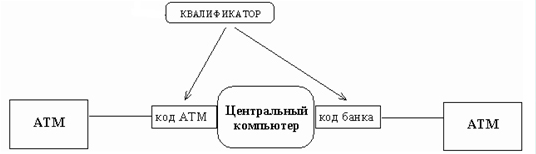 КВАЛИФИКАТОР
АТМ
код АТМ
Центральный
компьютер
код банка
АТМ